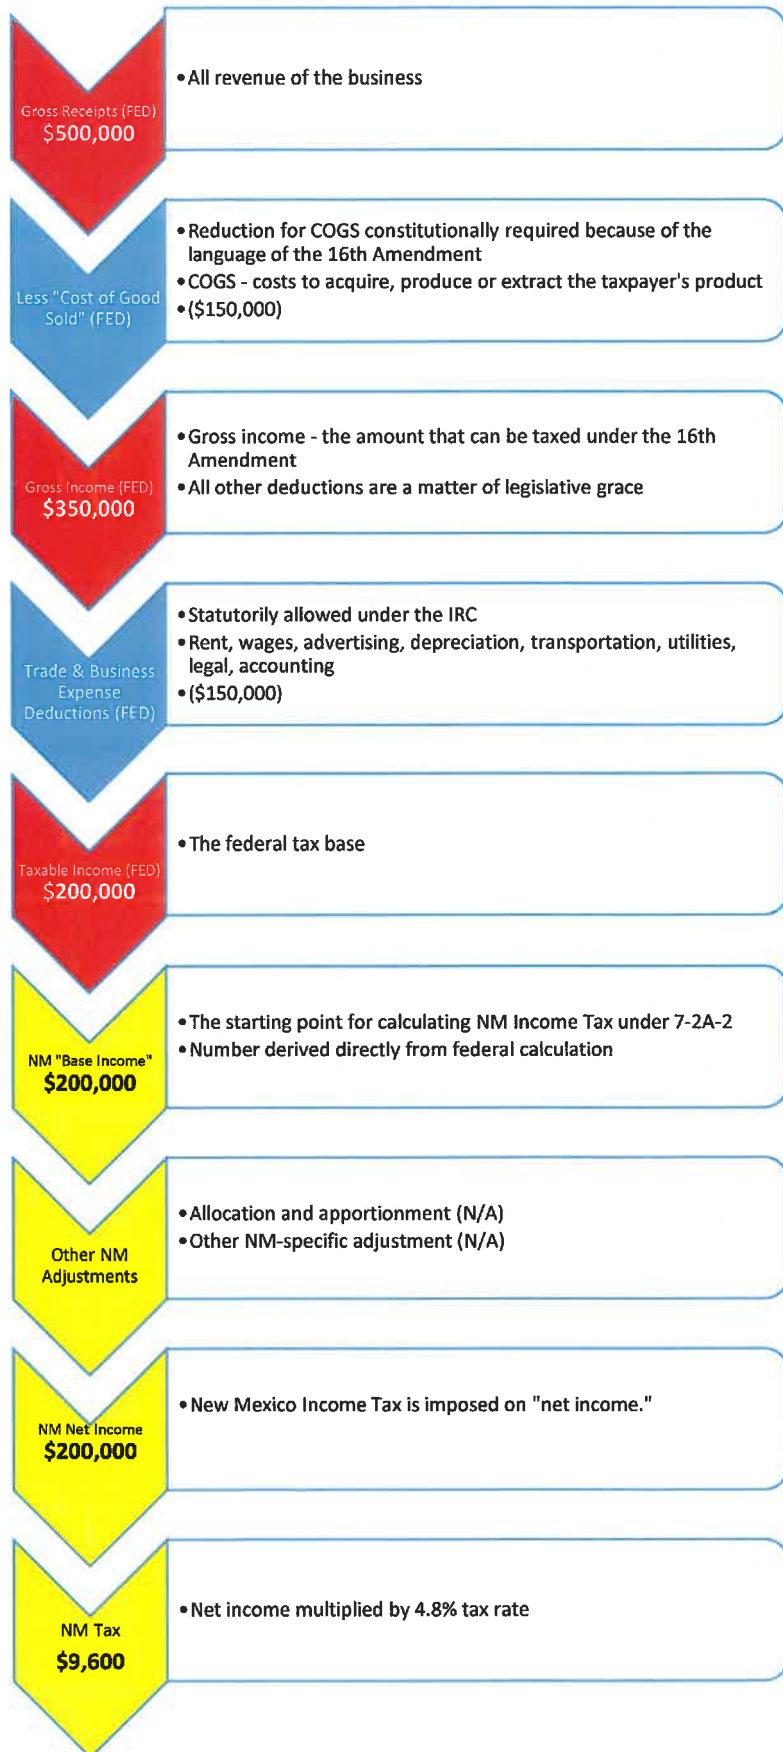 Gross Receipts (FED)
$500,000
•All revenue of the business
Less "Cost of Good
Sold" (FED)
•Reduction for COGS constitutionally required because of the
language of the 16th Amendment
•COGS - costs to acquire, produce or extract the taxpayer's product
•($150,000)
Gross Income (FED)
$350,000
•Gross income - the amount that can be taxed under the 16th
Amendment
•All other deductions are a matter of legislative grace
Trade & Business
Expense
Deductions (FED)
•Statutorily allowed under the IRC
•Rent, wages, advertising, depreciation, transportation, utilities,
legal, accounting
•($150,000)
Taxable Income (FED)
$200,000
•The federal tax base
NM "Base Income"
$200,000
•The starting point for calculating NM Income Tax under 7-2A-2
•Number derived directly from federal calculation
Other NM
Adjustments
•Allocation and apportionment (N/A)
•Other NM-specific adjustment (N/A)
NM Net Income
$200,000
•New Mexico Income Tax is imposed on "net income."
NM Tax
$9,600
•Net income multiplied by 4.8% tax rate